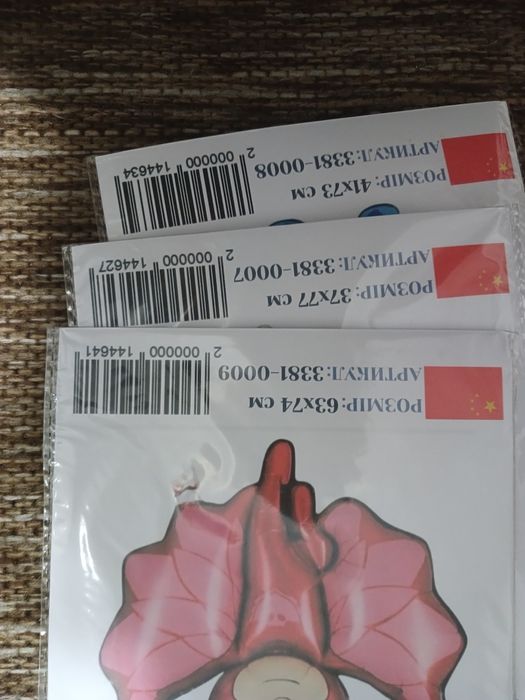 РОЗМІР: 41х73 см
АРТИКУЛ: 3381-0008
2 000000 144634
РОЗМІР: 37х77 см
АРТИКУЛ: 3381-0007
2 000000 144627
РОЗМІР: 63х74 см
АРТИКУЛ: 3381-0009
2 000000 144641